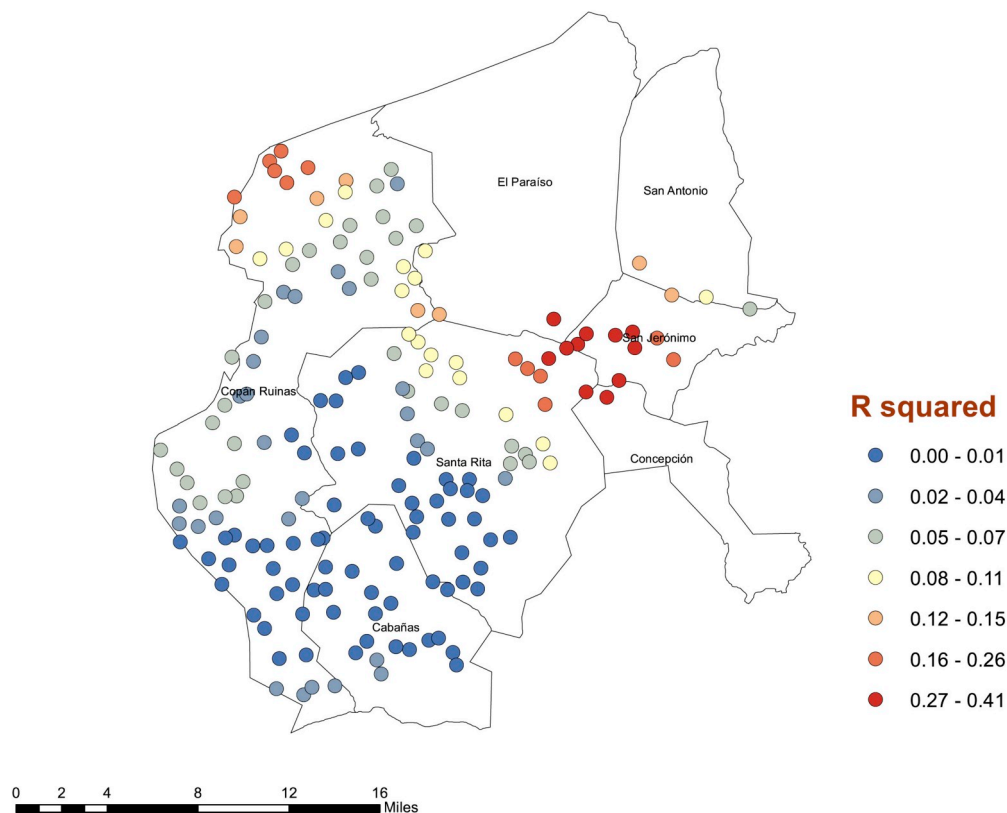 El Paraíso
San Antonio
San Jerónimo
Copán Ruinas
R squared
Santa Rita
Concepción
0.00 - 0.01
0.02 - 0.04
0.05 - 0.07
0.08 - 0.11
0.12 - 0.15
0.16 - 0.26
0.27 - 0.41
Cabañas
0 2 4 8 12 16
Miles